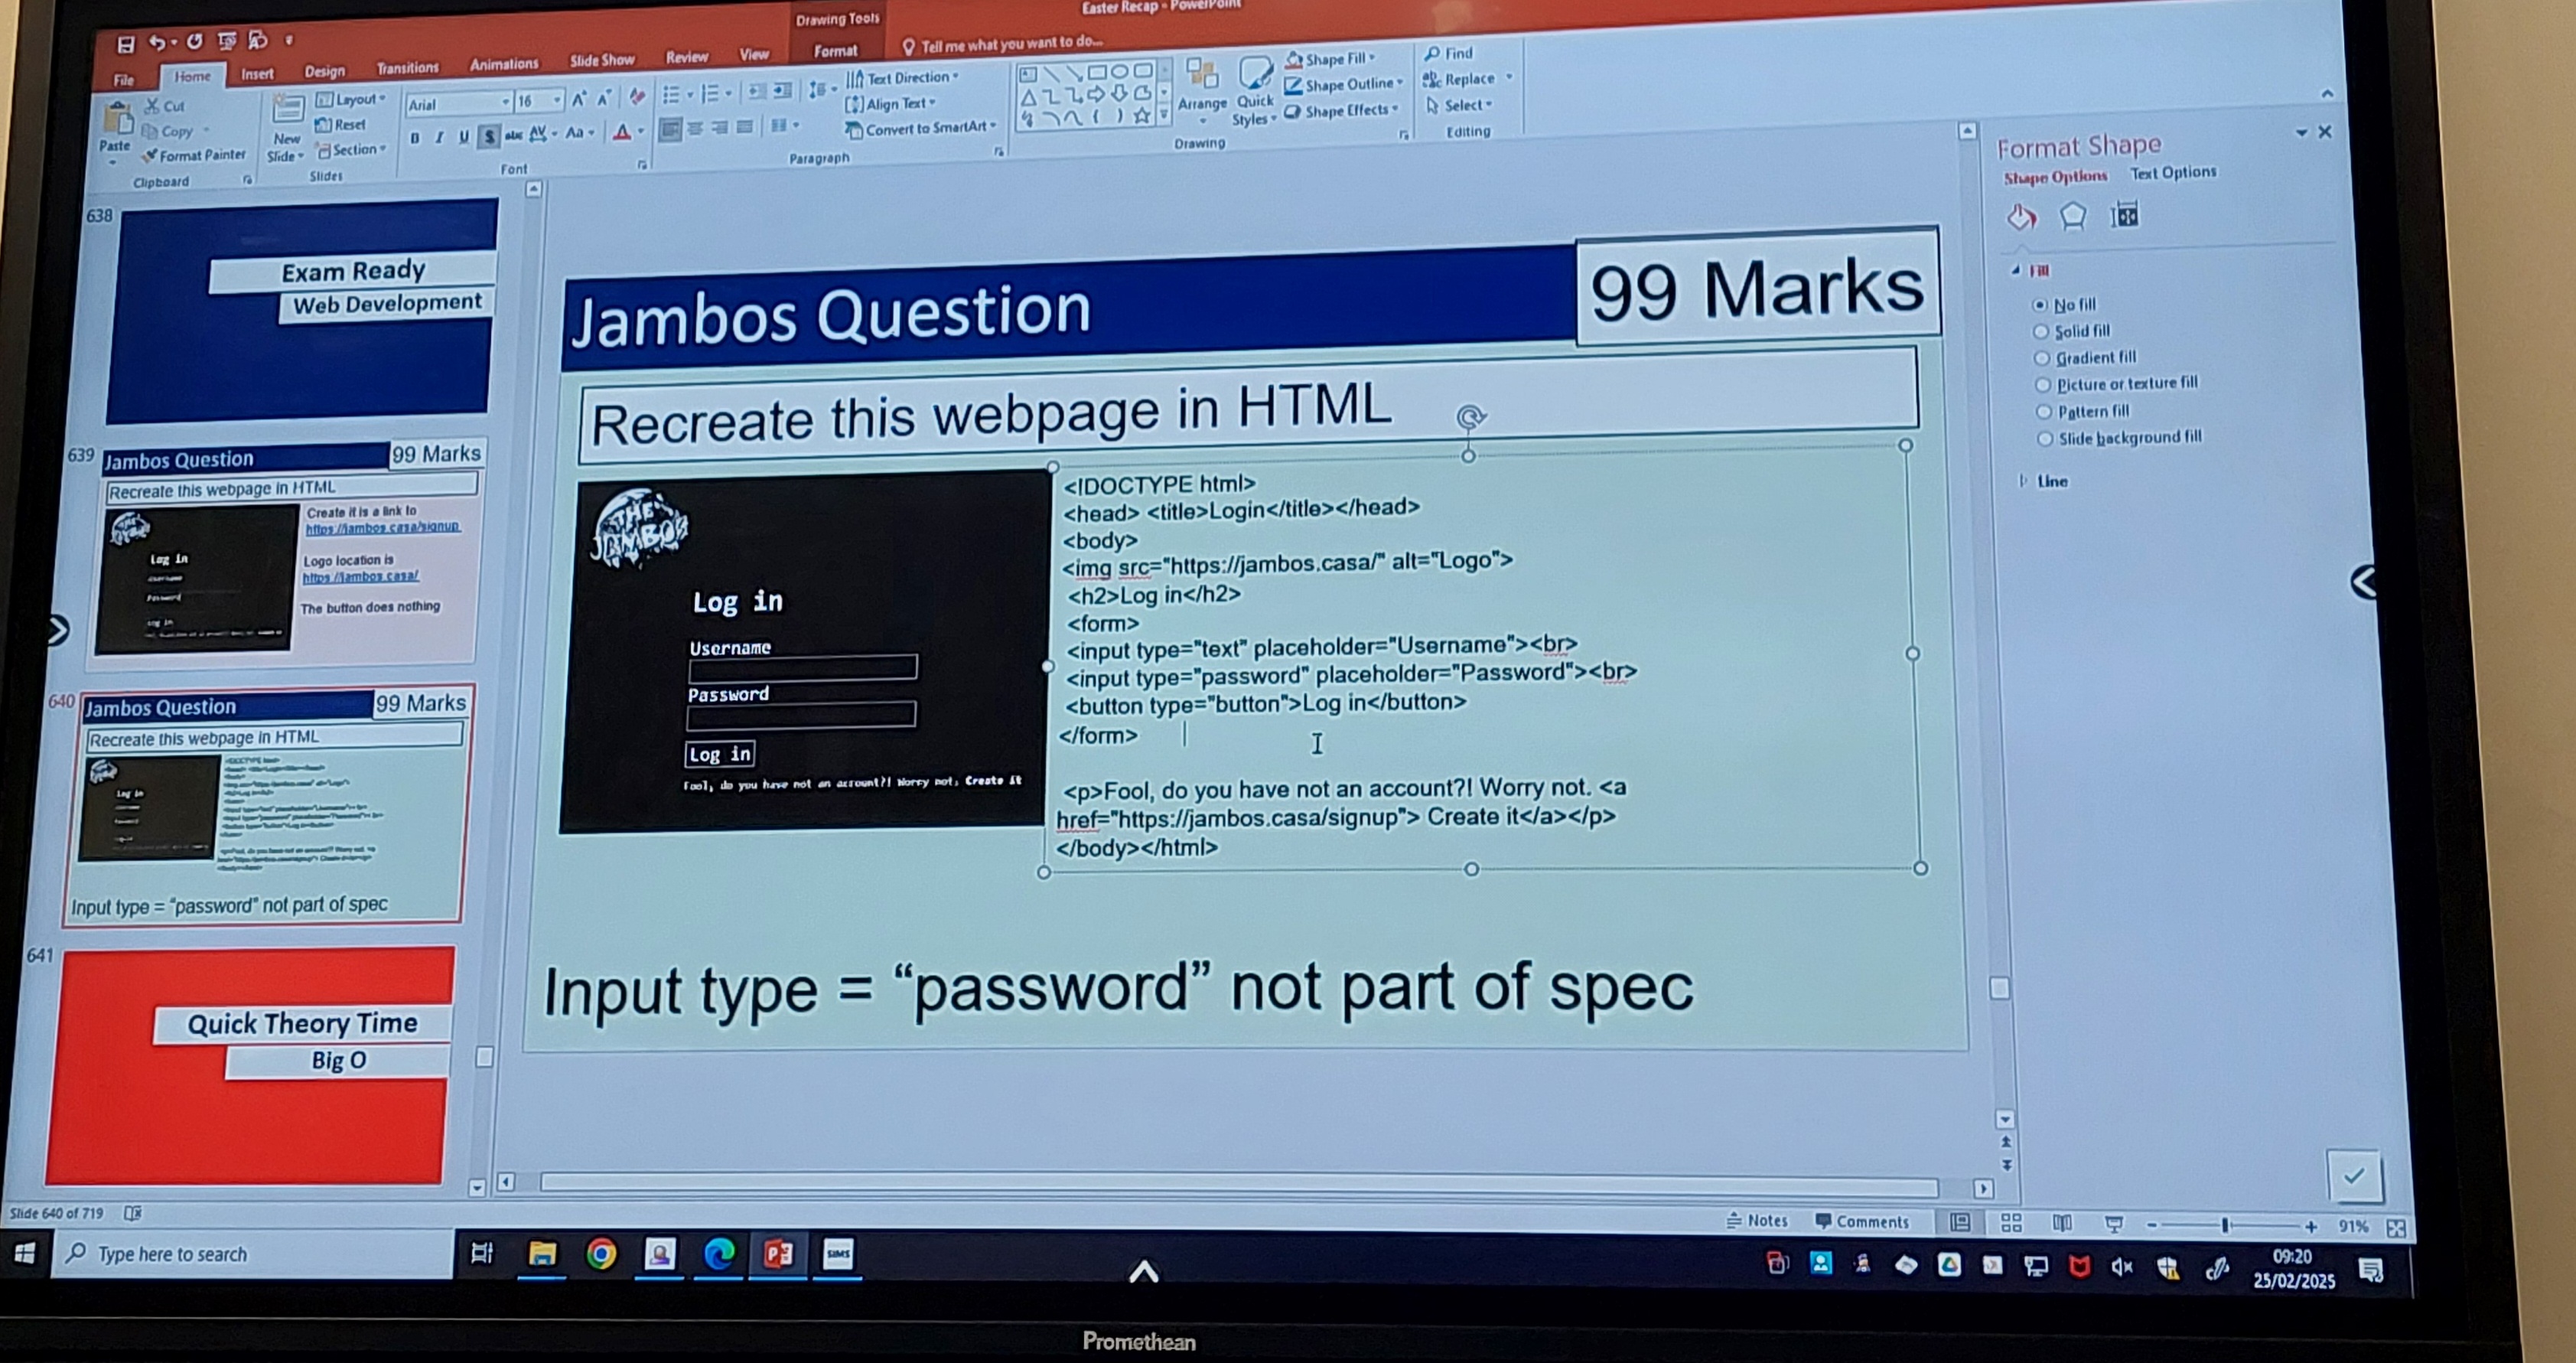 Easter Recap - PowerPoint
Drawing Tools
File Home Insert Design Transitions Animations Slide Show Review View Format Tell me what you want to do...
Paste
Cut
Copy
Format Painter
Clipboard
New Slide
Layout
Reset
Section
Slides
Arial 16
B I U S abc AV Aa A
Font
Text Direction
Align Text
Convert to SmartArt
Paragraph
Arrange
Quick Styles
Shape Fill
Shape Outline
Shape Effects
Drawing
Find
Replace
Select
Editing
638
Exam Ready
Web Development
639
Jambos Question
99 Marks
Recreate this webpage in HTML
Log in
Password
Log in
Create it is a link to
https://jambos.casa/signup
Logo location is
https://jambos.casa/
The button does nothing
640
Jambos Question
99 Marks
Recreate this webpage in HTML
Log in
Input type = “password” not part of spec
641
Quick Theory Time
Big O
Jambos Question
99 Marks
Recreate this webpage in HTML
THE JAMBOS
Log in
Username
Password
Log in
Fool, do you have not an account?! Worry not, Create it
<!DOCTYPE html>
<head> <title>Login</title></head>
<body>
<img src="https://jambos.casa/" alt="Logo">
<h2>Log in</h2>
<form>
<input type="text" placeholder="Username"><br>
<input type="password" placeholder="Password"><br>
<button type="button">Log in</button>
</form>
<p>Fool, do you have not an account?! Worry not. <a
href="https://jambos.casa/signup"> Create it</a></p>
</body></html>
Input type = “password” not part of spec
Format Shape
Shape Options Text Options
Fill
No fill
Solid fill
Gradient fill
Picture or texture fill
Pattern fill
Slide background fill
Line
Slide 640 of 719
Notes Comments 91%
Type here to search
SIMS
09:20
25/02/2025
Promethean